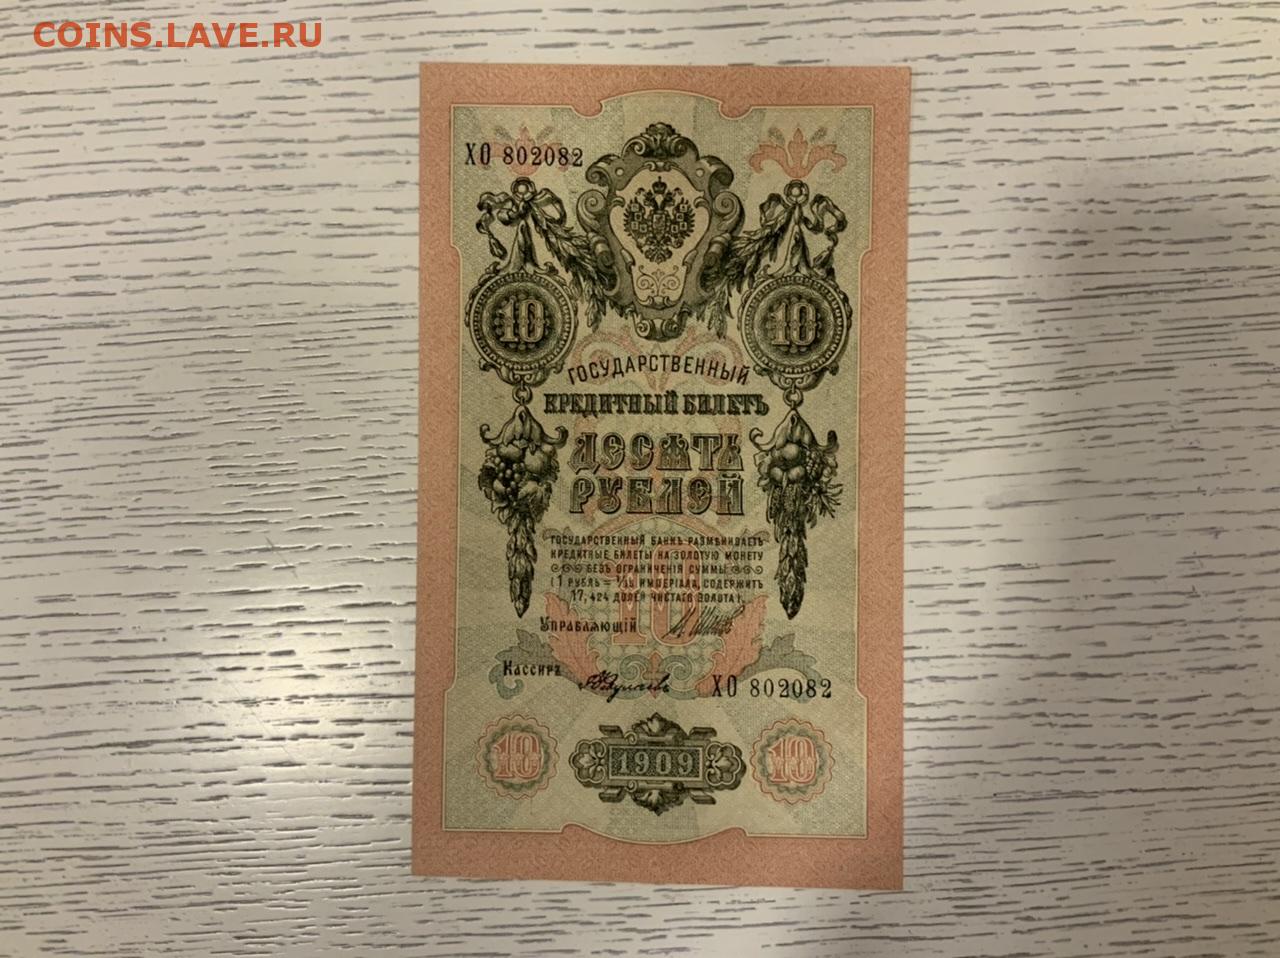 COINS.LAVE.RU
ХО 802082
10 10
ГОСУДАРСТВЕННЫЙ
КРЕДИТНЫЙ БИЛЕТЪ
ДЕСЯТЬ
РУБЛЕЙ
ГОСУДАРСТВЕННЫЙ БАНКЪ РАЗМѢНИВАЕТЪ
КРЕДИТНЫЕ БИЛЕТЫ НА ЗОЛОТУЮ МОНЕТУ
БЕЗЪ ОГРАНИЧЕНІЯ СУММЫ
(1 РУБЛЬ = 1/15 ИМПЕРІАЛА, СОДЕРЖИТЪ
17,424 ДОЛЕЙ ЧИСТАГО ЗОЛОТА).
10
УПРАВЛЯЮЩІЙ
КАССИРЪ
ХО 802082
10 1909 10